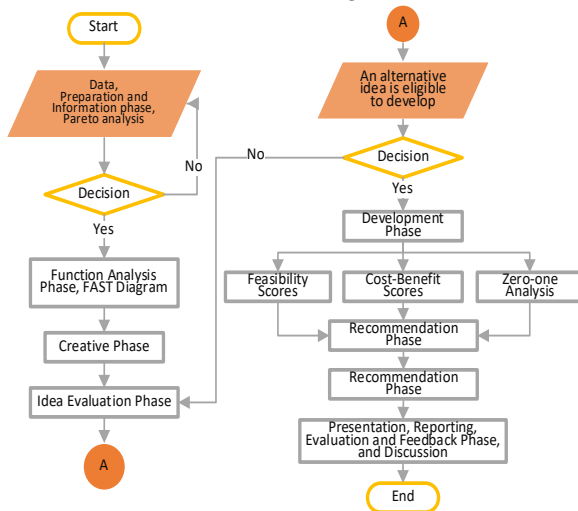 Start
Data,
Preparation and
Information phase,
Pareto analysis
No
Decision
Yes
Function Analysis
Phase, FAST Diagram
Creative Phase
Idea Evaluation Phase
A
A
An alternative
idea is eligible
to develop
No
Decision
Yes
Development
Phase
Feasibility
Scores
Cost-Benefit
Scores
Zero-one
Analysis
Recommendation
Phase
Recommendation
Phase
Presentation, Reporting,
Evaluation and Feedback Phase,
and Discussion
End